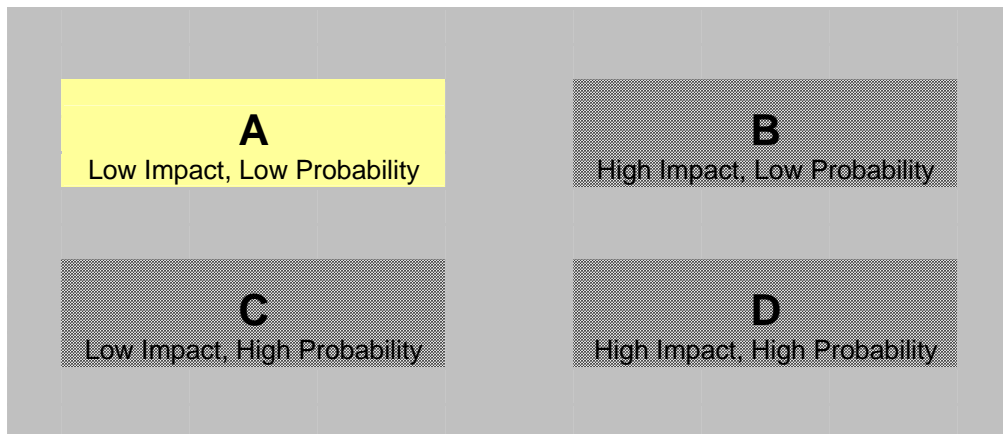 A
Low Impact, Low Probability
B
High Impact, Low Probability
C
Low Impact, High Probability
D
High Impact, High Probability